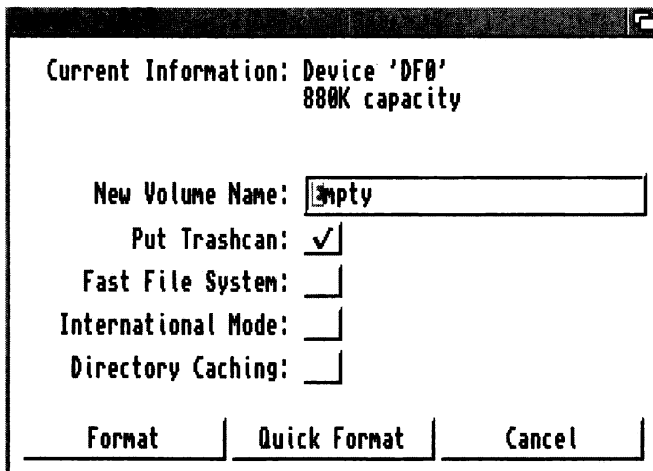 Current Information: Device 'DF0'
880K capacity
New Volume Name: Empty
Put Trashcan: ✓
Fast File System:
International Mode:
Directory Caching:
Format Quick Format Cancel